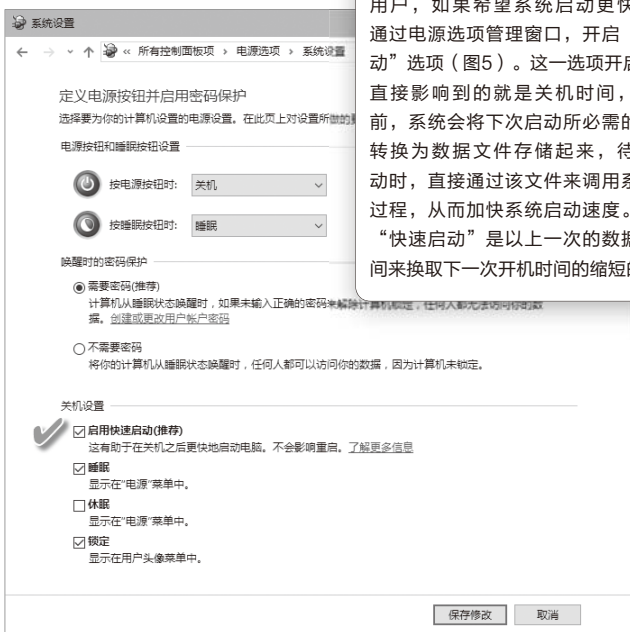 系统设置
« 所有控制面板项 › 电源选项 › 系统设置
定义电源按钮并启用密码保护
选择要为你的计算机设置的电源设置。在此页上对设置所做的
电源按钮和睡眠按钮设置
按电源按钮时: 关机
按睡眠按钮时: 睡眠
唤醒时的密码保护
需要密码(推荐)
计算机从睡眠状态唤醒时，如果未输入正确的密码来解除计算机锁定，任何人都无法访问你的数
据。创建或更改用户帐户密码
不需要密码
将你的计算机从睡眠状态唤醒时，任何人都可以访问你的数据，因为计算机未锁定。
关机设置
启用快速启动(推荐)
这有助于在关机之后更快地启动电脑。不会影响重启。了解更多信息
睡眠
显示在"电源"菜单中。
休眠
显示在"电源"菜单中。
锁定
显示在用户头像菜单中。
保存修改 取消
用户，如果希望系统启动更快
通过电源选项管理窗口，开启
动”选项（图5）。这一选项开启
直接影响到的就是关机时间，
前，系统会将下次启动所必需的
转换为数据文件存储起来，待
动时，直接通过该文件来调用系
过程，从而加快系统启动速度。
“快速启动”是以上一次的数据
间来换取下一次开机时间的缩短的